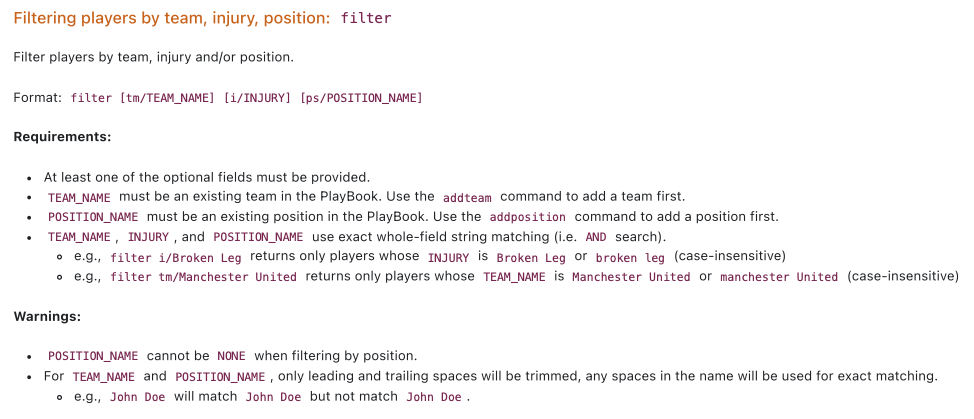 Filtering players by team, injury, position: filter
Filter players by team, injury and/or position.
Format: filter [tm/TEAM_NAME] [i/INJURY] [ps/POSITION_NAME]
Requirements:
• At least one of the optional fields must be provided.
• TEAM_NAME must be an existing team in the PlayBook. Use the addteam command to add a team first.
• POSITION_NAME must be an existing position in the PlayBook. Use the addposition command to add a position first.
• TEAM_NAME, INJURY, and POSITION_NAME use exact whole-field string matching (i.e. AND search).
◦ e.g., filter i/Broken Leg returns only players whose INJURY is Broken Leg or broken leg (case-insensitive)
◦ e.g., filter tm/Manchester United returns only players whose TEAM_NAME is Manchester United or manchester United (case-insensitive)
Warnings:
• POSITION_NAME cannot be NONE when filtering by position.
• For TEAM_NAME and POSITION_NAME, only leading and trailing spaces will be trimmed, any spaces in the name will be used for exact matching.
◦ e.g., John Doe will match John Doe but not match John Doe.